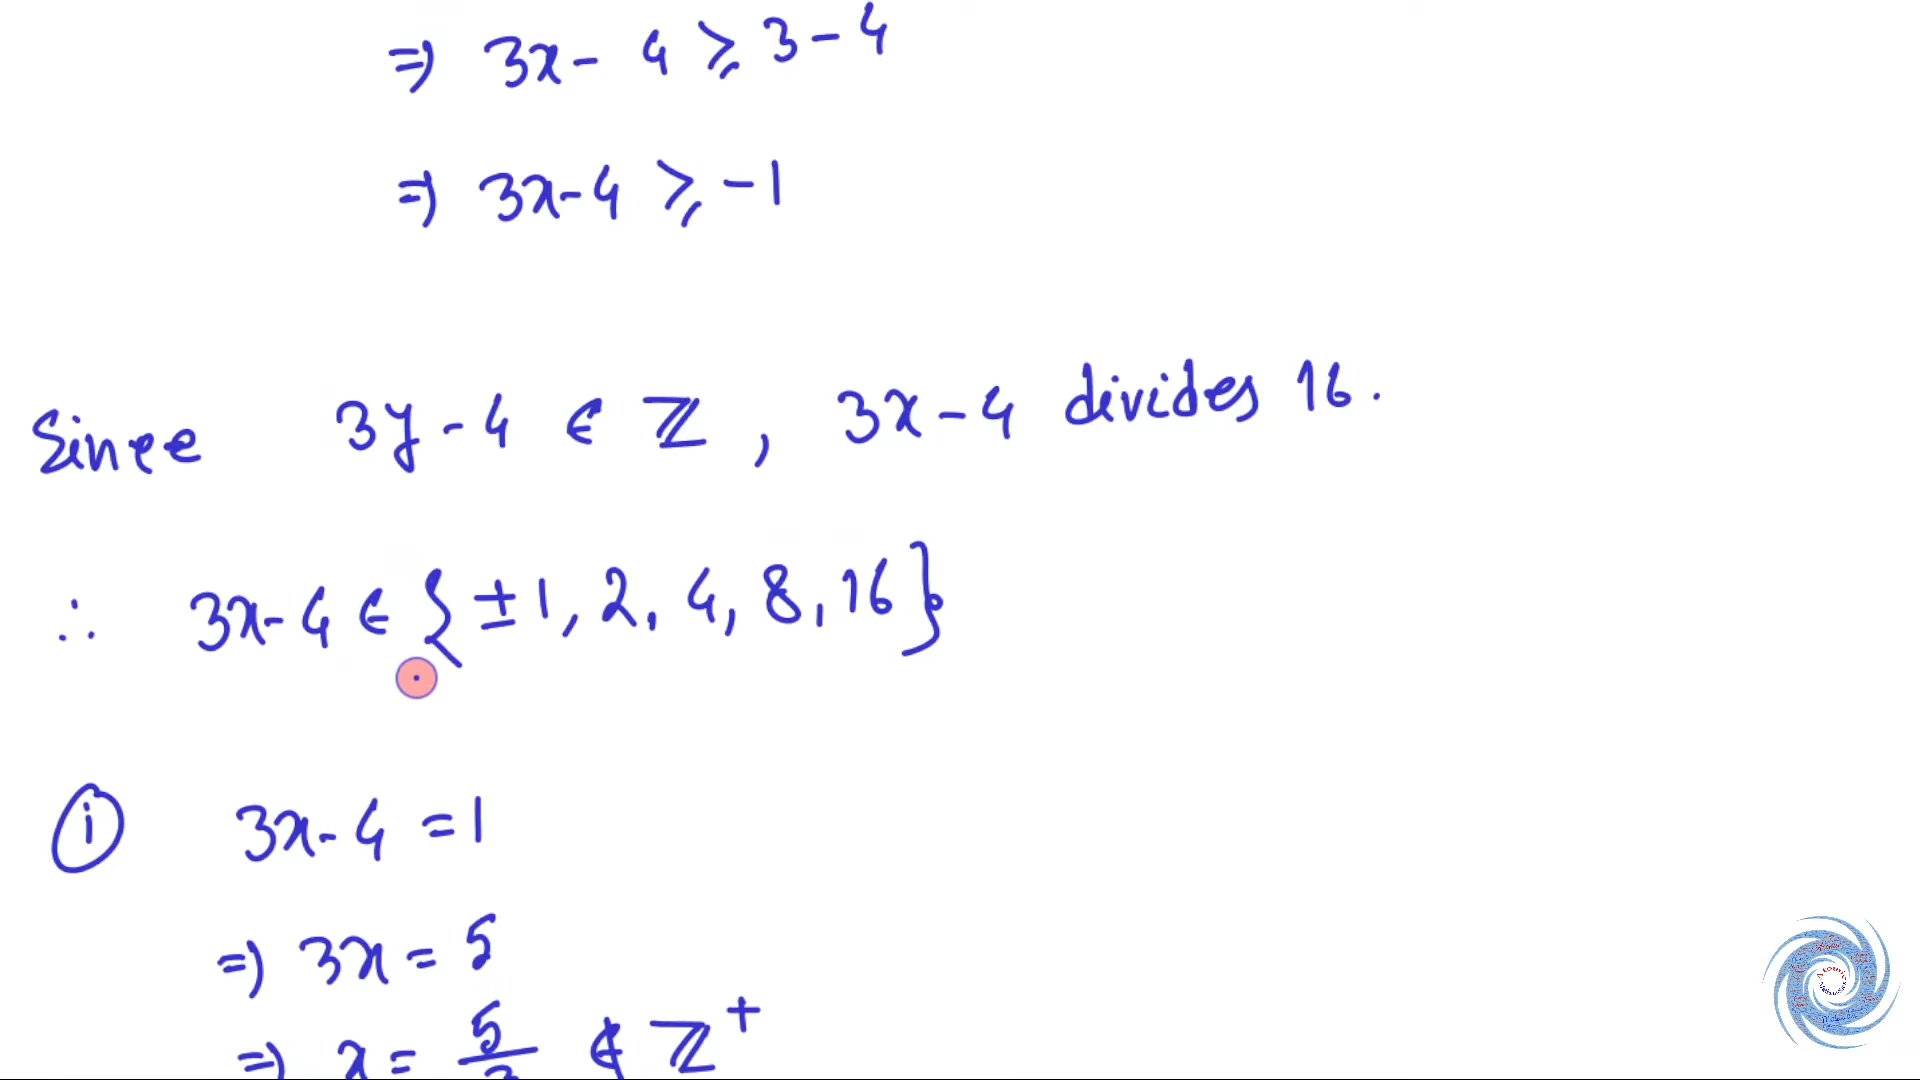 ⇒ 3x - 4 ≥ 3 - 4
⇒ 3x - 4 ≥ -1
Since 3y - 4 ∈ ℤ, 3x - 4 divides 16.
∴ 3x - 4 ∈ {±1, 2, 4, 8, 16}
(i) 3x - 4 = 1
⇒ 3x = 5
⇒ x = 5/3 ∉ ℤ⁺